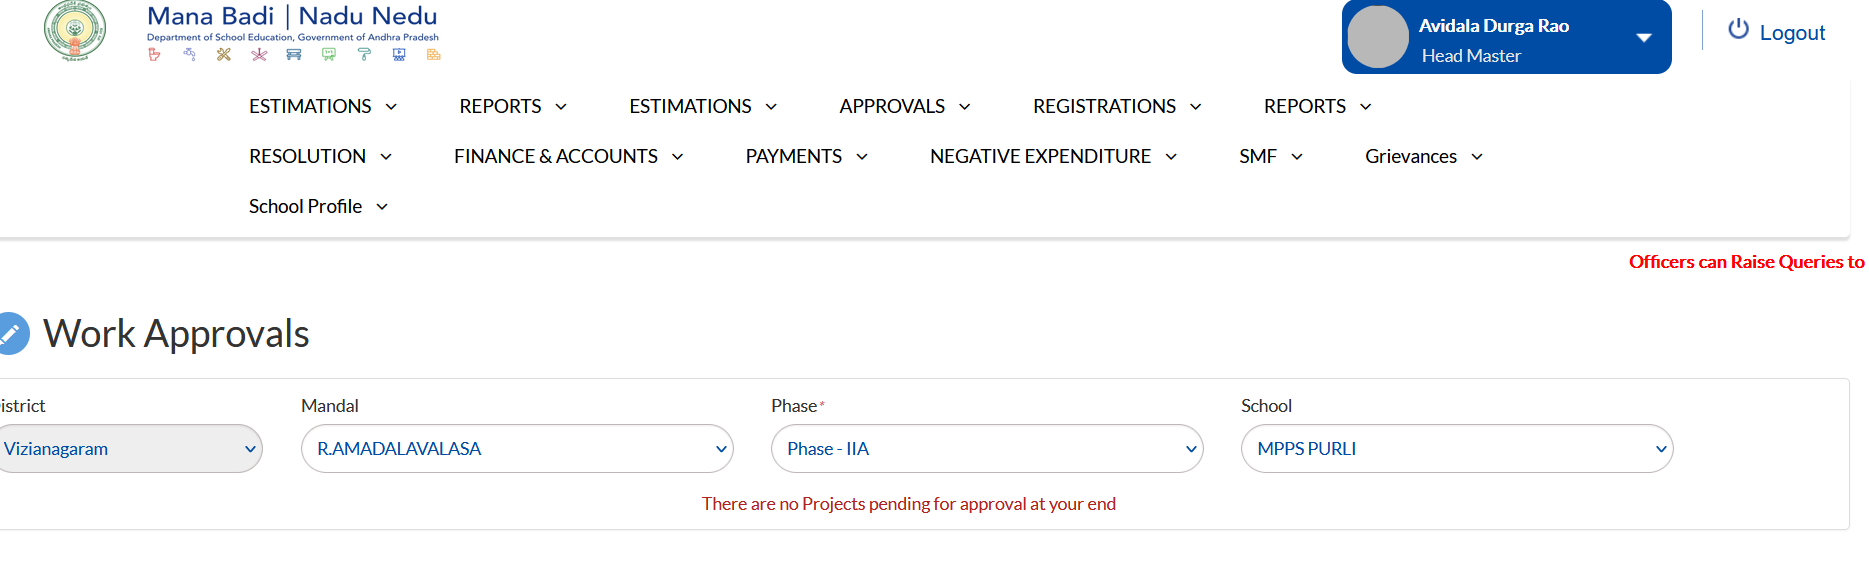 Mana Badi | Nadu Nedu
Department of School Education, Government of Andhra Pradesh
Avidala Durga Rao
Head Master
Logout
ESTIMATIONS REPORTS ESTIMATIONS APPROVALS REGISTRATIONS REPORTS
RESOLUTION FINANCE & ACCOUNTS PAYMENTS NEGATIVE EXPENDITURE SMF Grievances
School Profile
Officers can Raise Queries to
Work Approvals
istrict Mandal Phase* School
Vizianagaram R.AMADALAVALASA Phase - IIA MPPS PURLI
There are no Projects pending for approval at your end